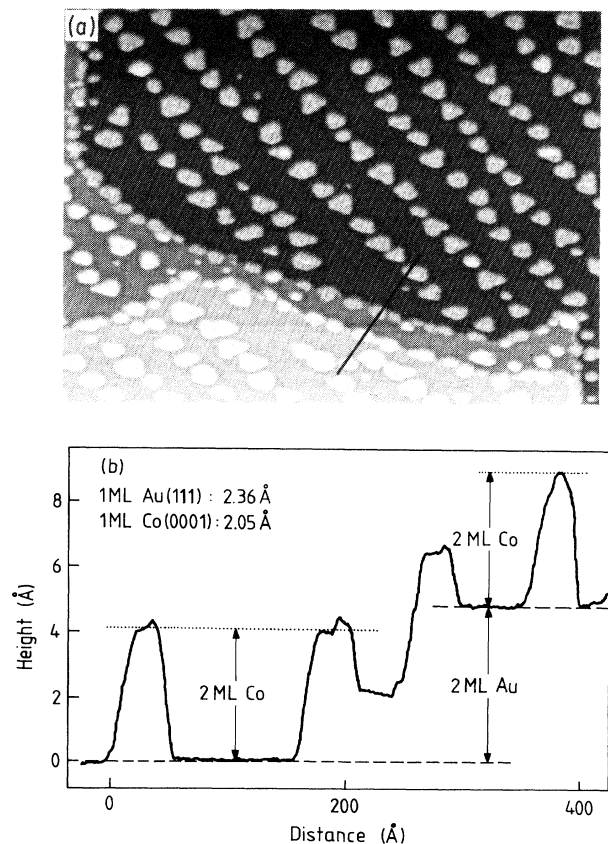 (a)
(b)
1ML Au(111) : 2.36 Å
1ML Co(0001) : 2.05 Å
2 ML Co
2 ML Co
2 ML Au
Height (Å)
8
6
4
2
0
0
200
400
Distance (Å)